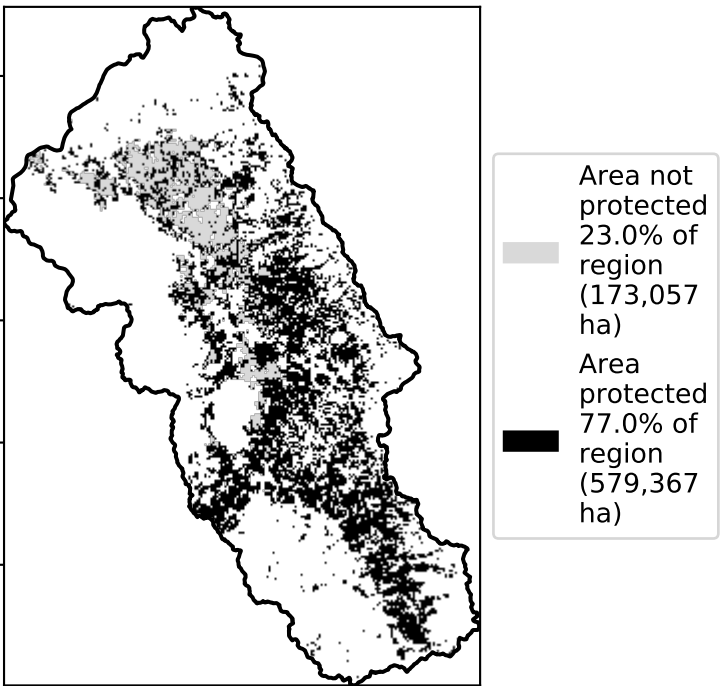 Area not
protected
23.0% of
region
(173,057
ha)
Area
protected
77.0% of
region
(579,367
ha)